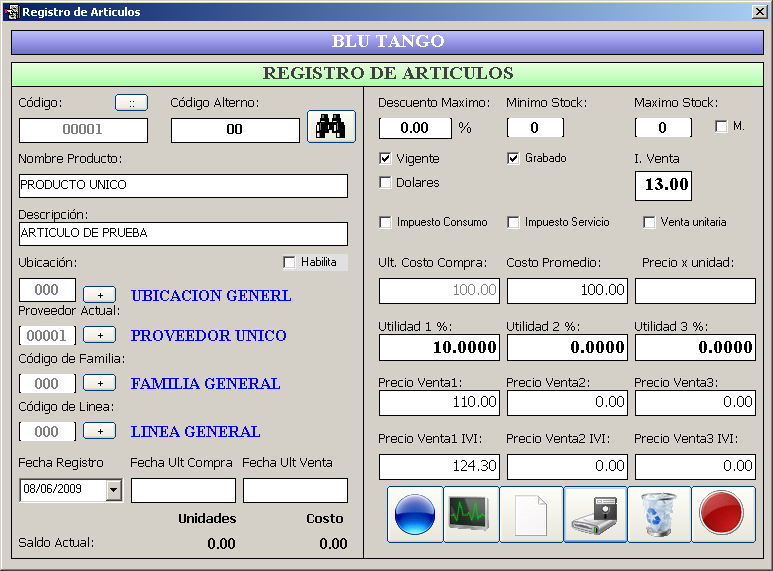 Registro de Articulos
BLU TANGO
REGISTRO DE ARTICULOS
Código: ::
Código Alterno:
00001
00
Nombre Producto:
PRODUCTO UNICO
Descripción:
ARTICULO DE PRUEBA
Ubicación:
Habilita
000 + UBICACION GENERL
Proveedor Actual:
00001 + PROVEEDOR UNICO
Código de Familia:
000 + FAMILIA GENERAL
Código de Linea:
000 + LINEA GENERAL
Fecha Registro Fecha Ult Compra Fecha Ult Venta
08/06/2009
Unidades Costo
Saldo Actual: 0.00 0.00
Descuento Maximo: Minimo Stock: Maximo Stock:
0.00 % 0 0 M.
Vigente Grabado I. Venta
Dolares 13.00
Impuesto Consumo Impuesto Servicio Venta unitaria
Ult. Costo Compra: Costo Promedio: Precio x unidad:
100.00 100.00
Utilidad 1 %: Utilidad 2 %: Utilidad 3 %:
10.0000 0.0000 0.0000
Precio Venta1: Precio Venta2: Precio Venta3:
110.00 0.00 0.00
Precio Venta1 IVI: Precio Venta2 IVI: Precio Venta3 IVI:
124.30 0.00 0.00